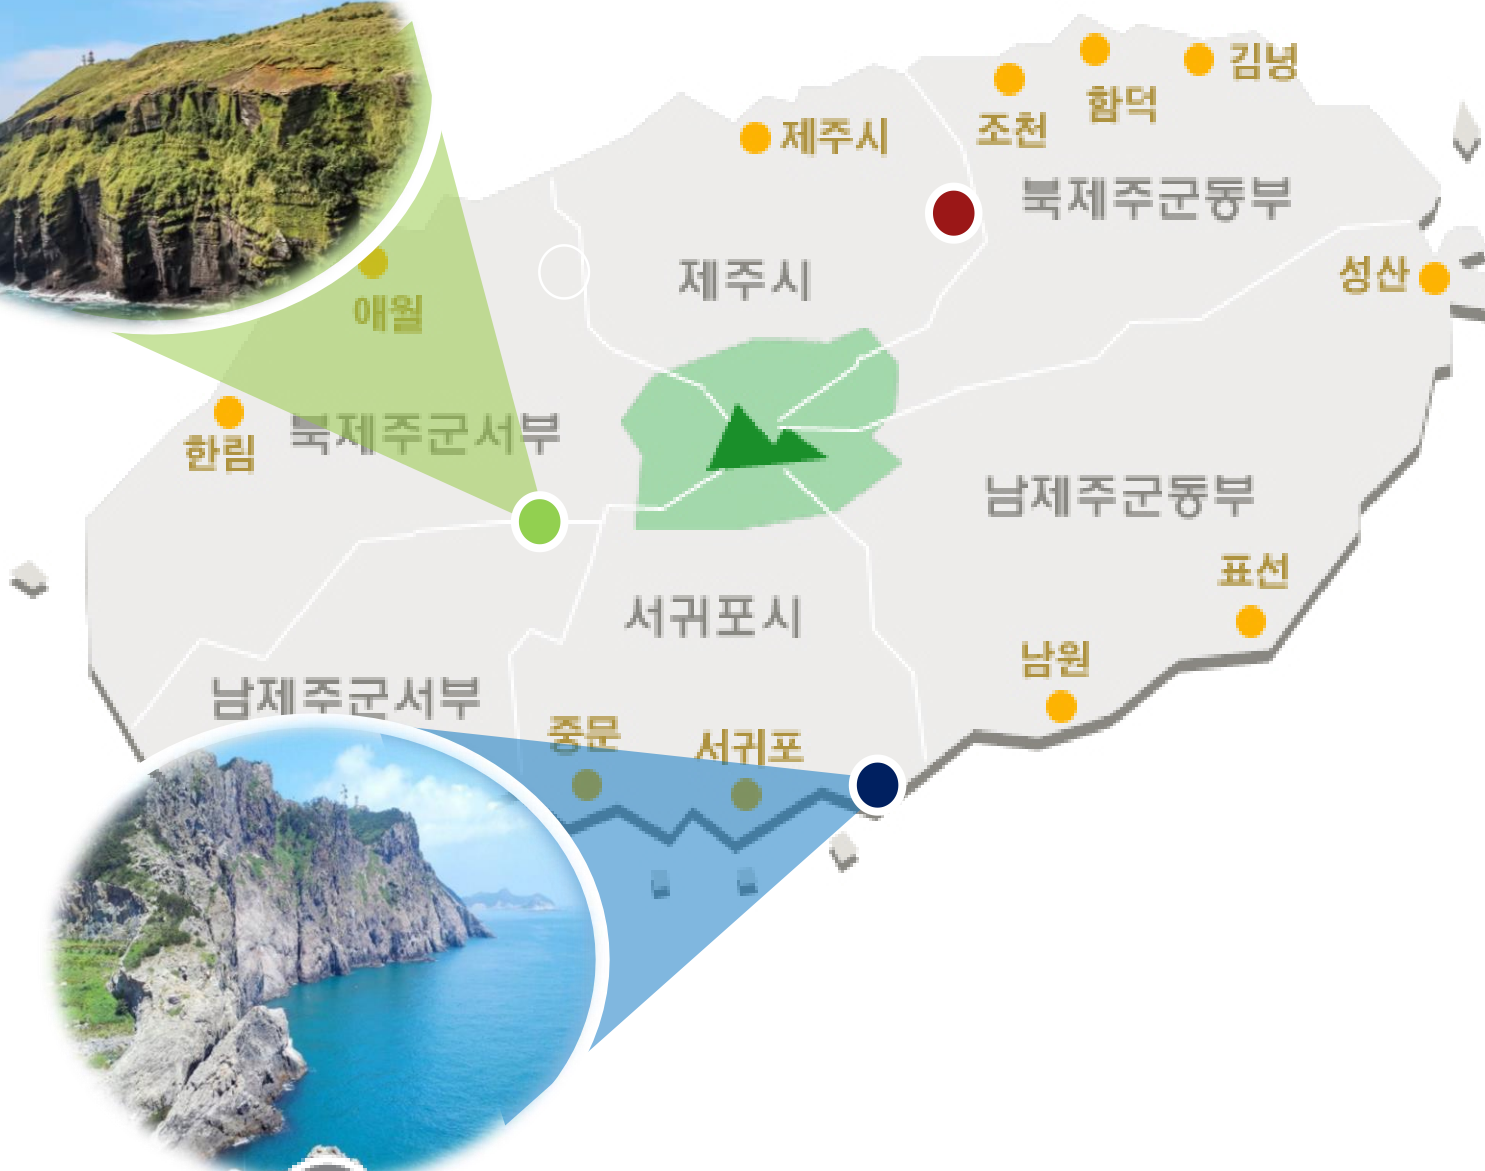 김녕
함덕
조천
제주시
북제주군동부
성산
제주시
애월
북제주군서부
한림
남제주군동부
표선
서귀포시
남원
남제주군서부
중문
서귀포